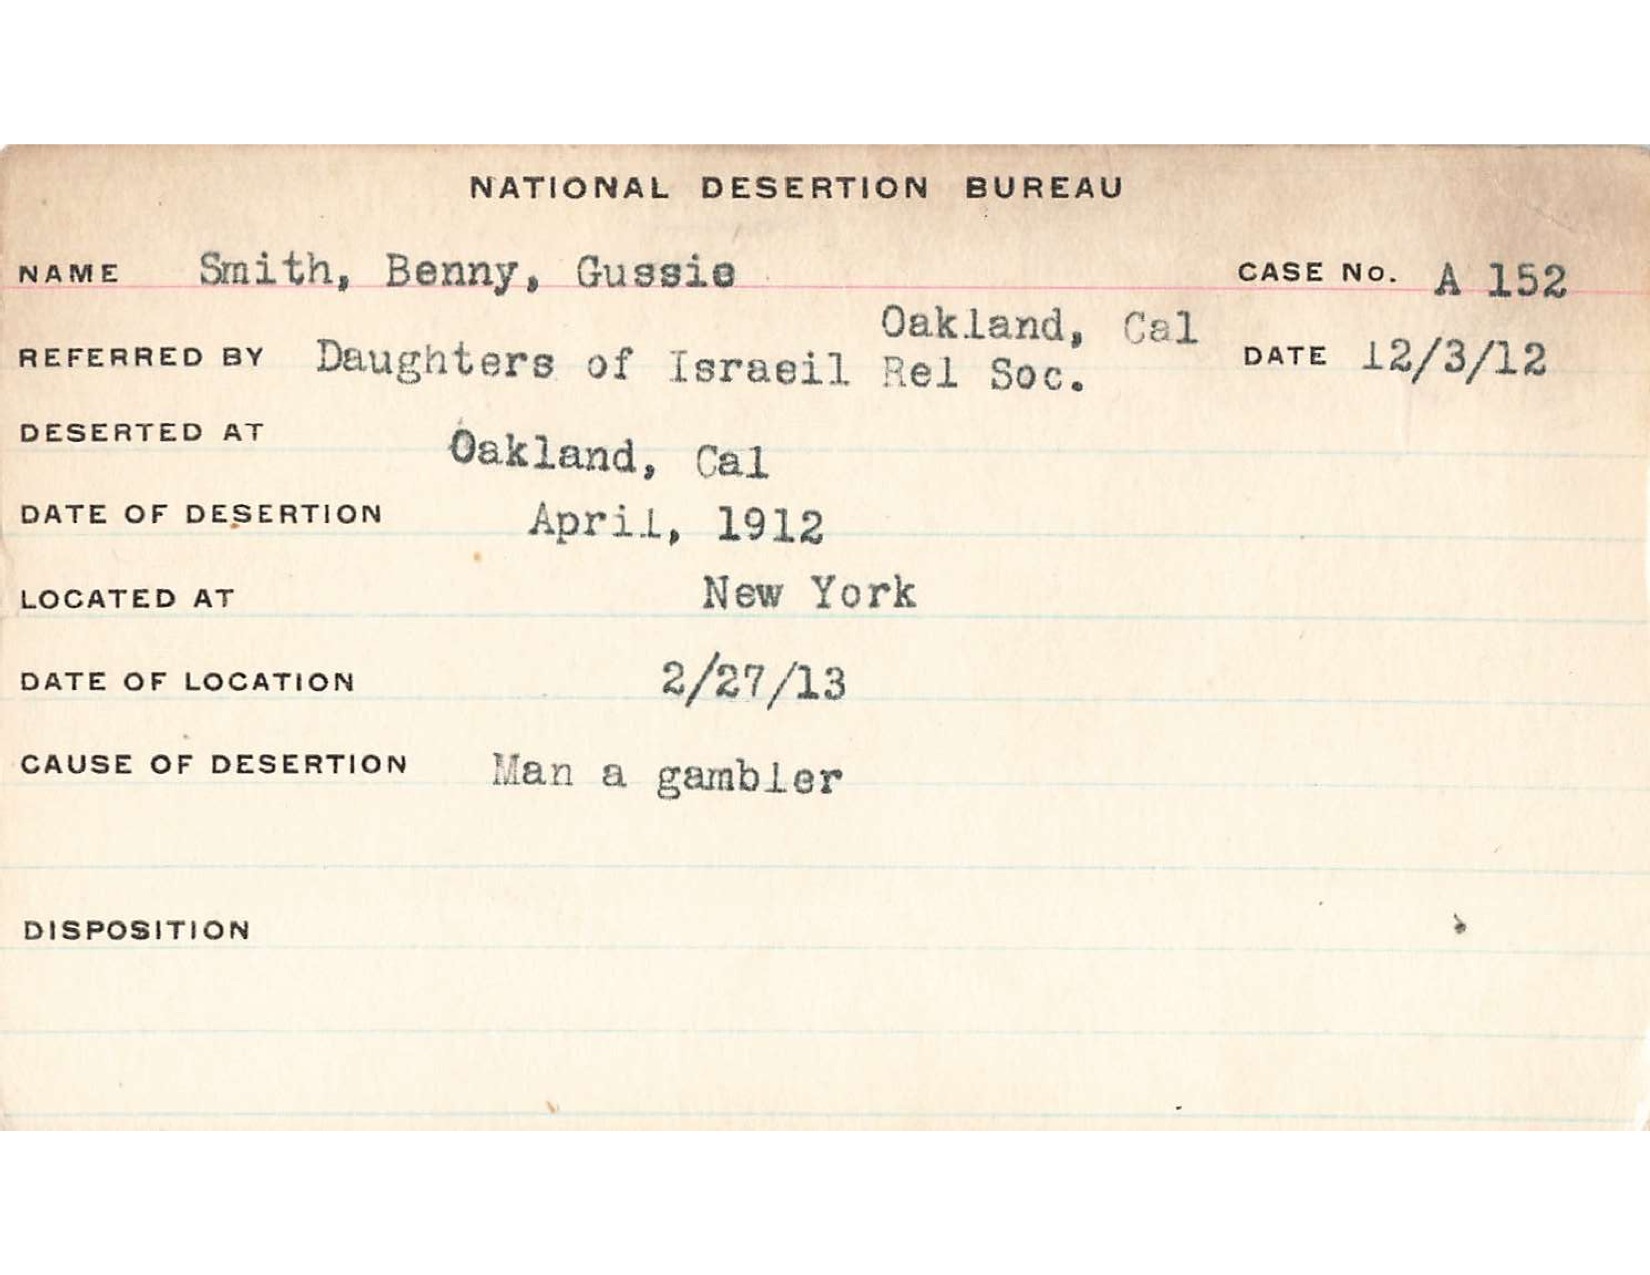 NATIONAL DESERTION BUREAU
NAME Smith, Benny, Gussie CASE No. A 152
Oakland, Cal
REFERRED BY Daughters of Israeil Rel Soc. DATE 12/3/12
DESERTED AT Oakland, Cal
DATE OF DESERTION April, 1912
LOCATED AT New York
DATE OF LOCATION 2/27/13
CAUSE OF DESERTION Man a gambler
DISPOSITION